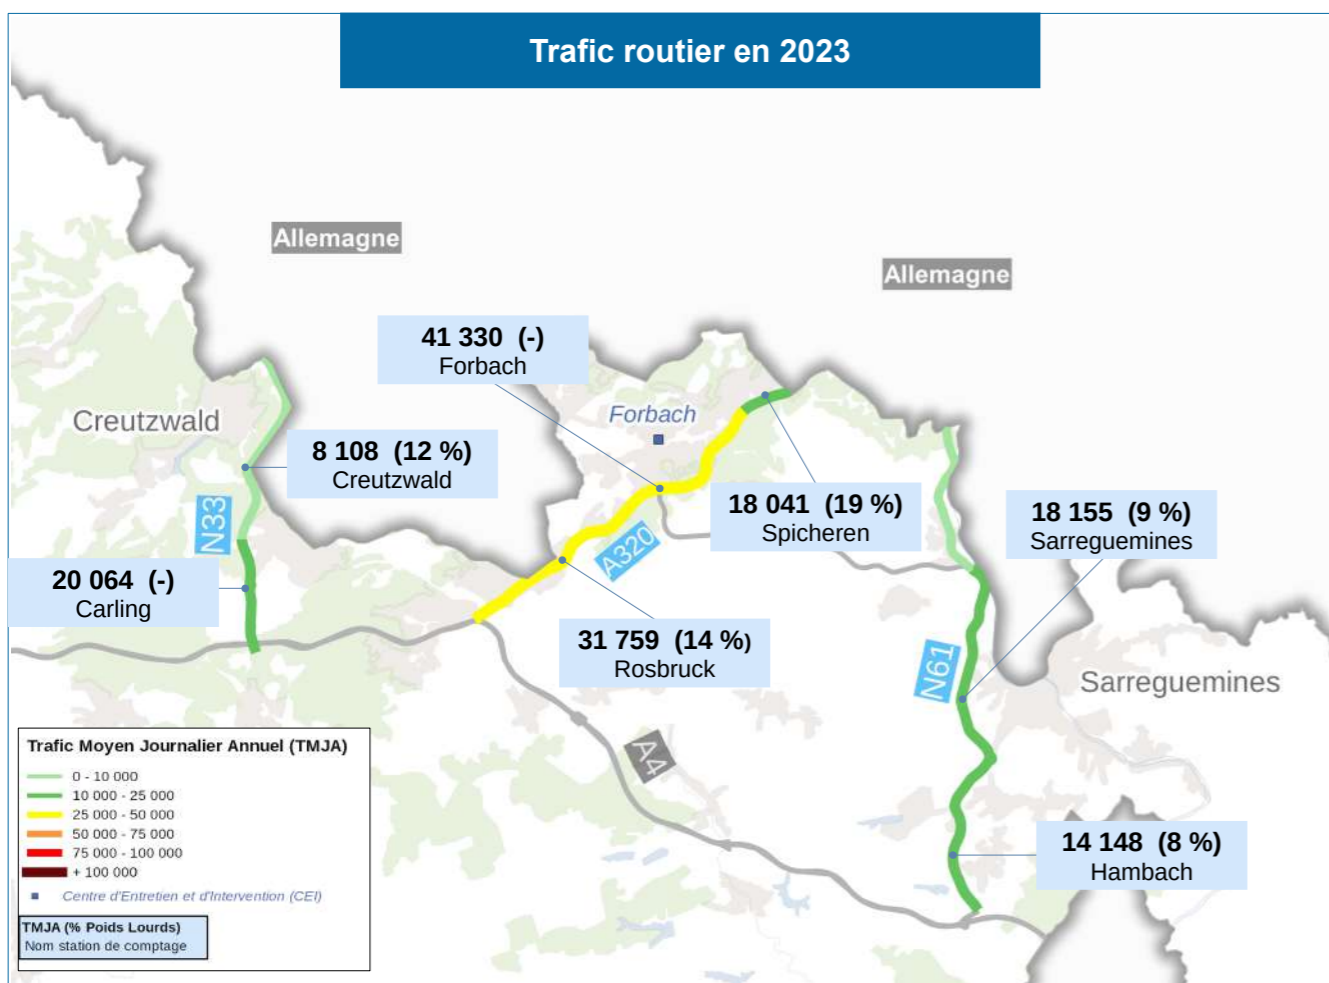 Trafic routier en 2023
Allemagne
Allemagne
41 330  (-)
Forbach
Forbach
Creutzwald
8 108  (12 %)
Creutzwald
N33
18 041  (19 %)
Spicheren
18 155  (9 %)
Sarreguemines
A320
20 064  (-)
Carling
31 759  (14 %)
Rosbruck
N61
Sarreguemines
A4
14 148  (8 %)
Hambach
Trafic Moyen Journalier Annuel (TMJA)
0 - 10 000
10 000 - 25 000
25 000 - 50 000
50 000 - 75 000
75 000 - 100 000
+ 100 000
Centre d'Entretien et d'Intervention (CEI)
TMJA (% Poids Lourds)
Nom station de comptage